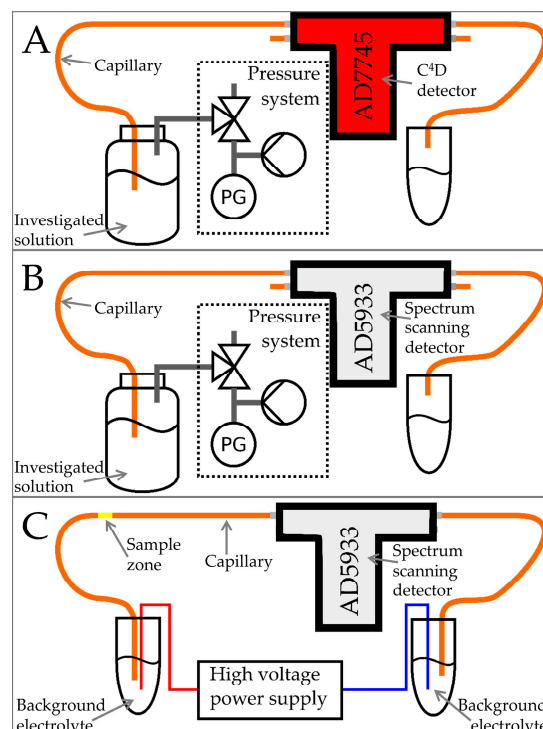 A
Capillary
Pressure
system
AD7745
C⁴D
detector
PG
Investigated
solution
B
Capillary
Pressure
system
AD5933
Spectrum
scanning
detector
PG
Investigated
solution
C
Sample
zone
Capillary
AD5933
Spectrum
scanning
detector
High voltage
power supply
Background
electrolyte
Background
electrolyte